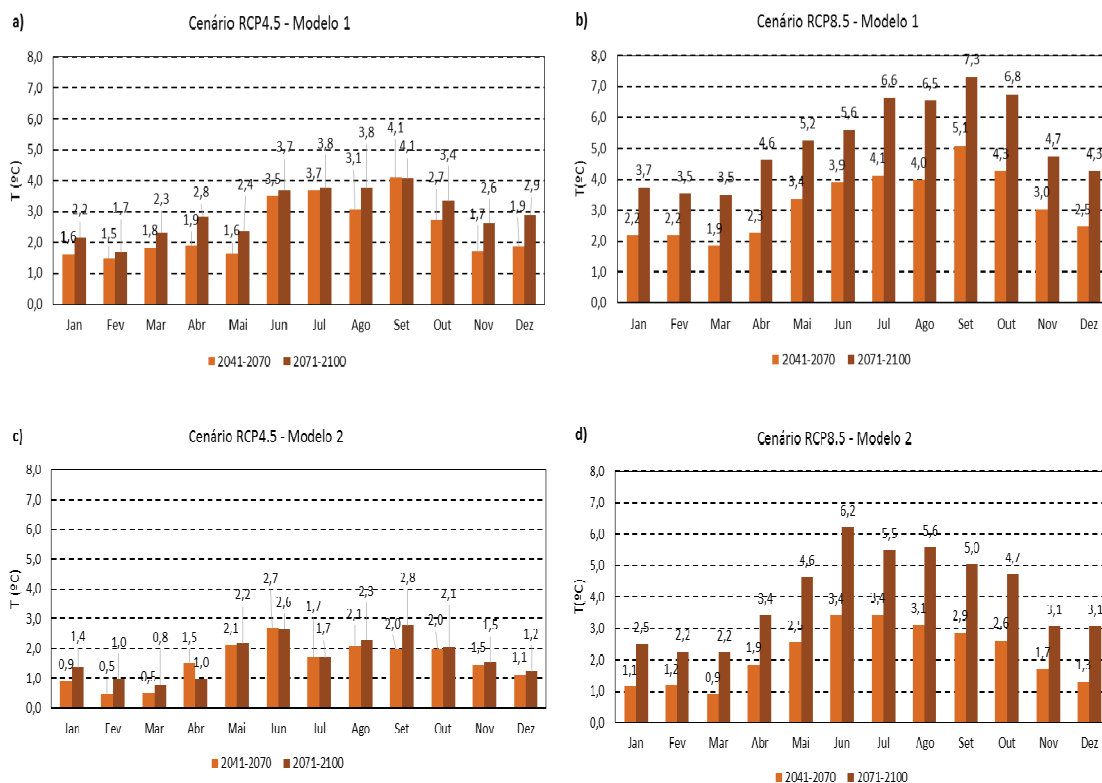 a)
Cenário RCP4.5 - Modelo 1
T (ºC)
8,0
7,0
6,0
5,0
4,0
3,0
2,0
1,0
0,0
1,6 2,2 1,5 1,7 1,8 2,3 1,9 2,8 1,6 2,4 3,5 3,7 3,7 3,8 3,1 3,8 4,1 4,1 2,7 3,4 1,7 2,6 1,9 2,9
Jan Fev Mar Abr Mai Jun Jul Ago Set Out Nov Dez
2041-2070 2071-2100
b)
Cenário RCP8.5 - Modelo 1
T(ºC)
8,0
7,0
6,0
5,0
4,0
3,0
2,0
1,0
0,0
2,2 3,7 2,2 3,5 1,9 3,5 2,3 4,6 3,4 5,2 3,9 5,6 4,1 6,6 4,0 6,5 5,1 7,3 4,3 6,8 3,0 4,7 2,5 4,3
Jan Fev Mar Abr Mai Jun Jul Ago Set Out Nov Dez
2041-2070 2071-2100
c)
Cenário RCP4.5 - Modelo 2
T (ºC)
8,0
7,0
6,0
5,0
4,0
3,0
2,0
1,0
0,0
0,9 1,4 0,5 1,0 0,5 0,8 1,5 1,0 2,1 2,2 2,7 2,6 1,7 1,7 2,1 2,3 2,0 2,8 2,0 2,1 1,5 1,5 1,1 1,2
Jan Fev Mar Abr Mai Jun Jul Ago Set Out Nov Dez
2041-2070 2071-2100
d)
Cenário RCP8.5 - Modelo 2
T(ºC)
8,0
7,0
6,0
5,0
4,0
3,0
2,0
1,0
0,0
1,1 2,5 1,2 2,2 0,9 2,2 1,9 3,4 2,5 4,6 3,4 6,2 3,4 5,5 3,1 5,6 2,9 5,0 2,6 4,7 1,7 3,1 1,3 3,1
Jan Fev Mar Abr Mai Jun Jul Ago Set Out Nov Dez
2041-2070 2071-2100